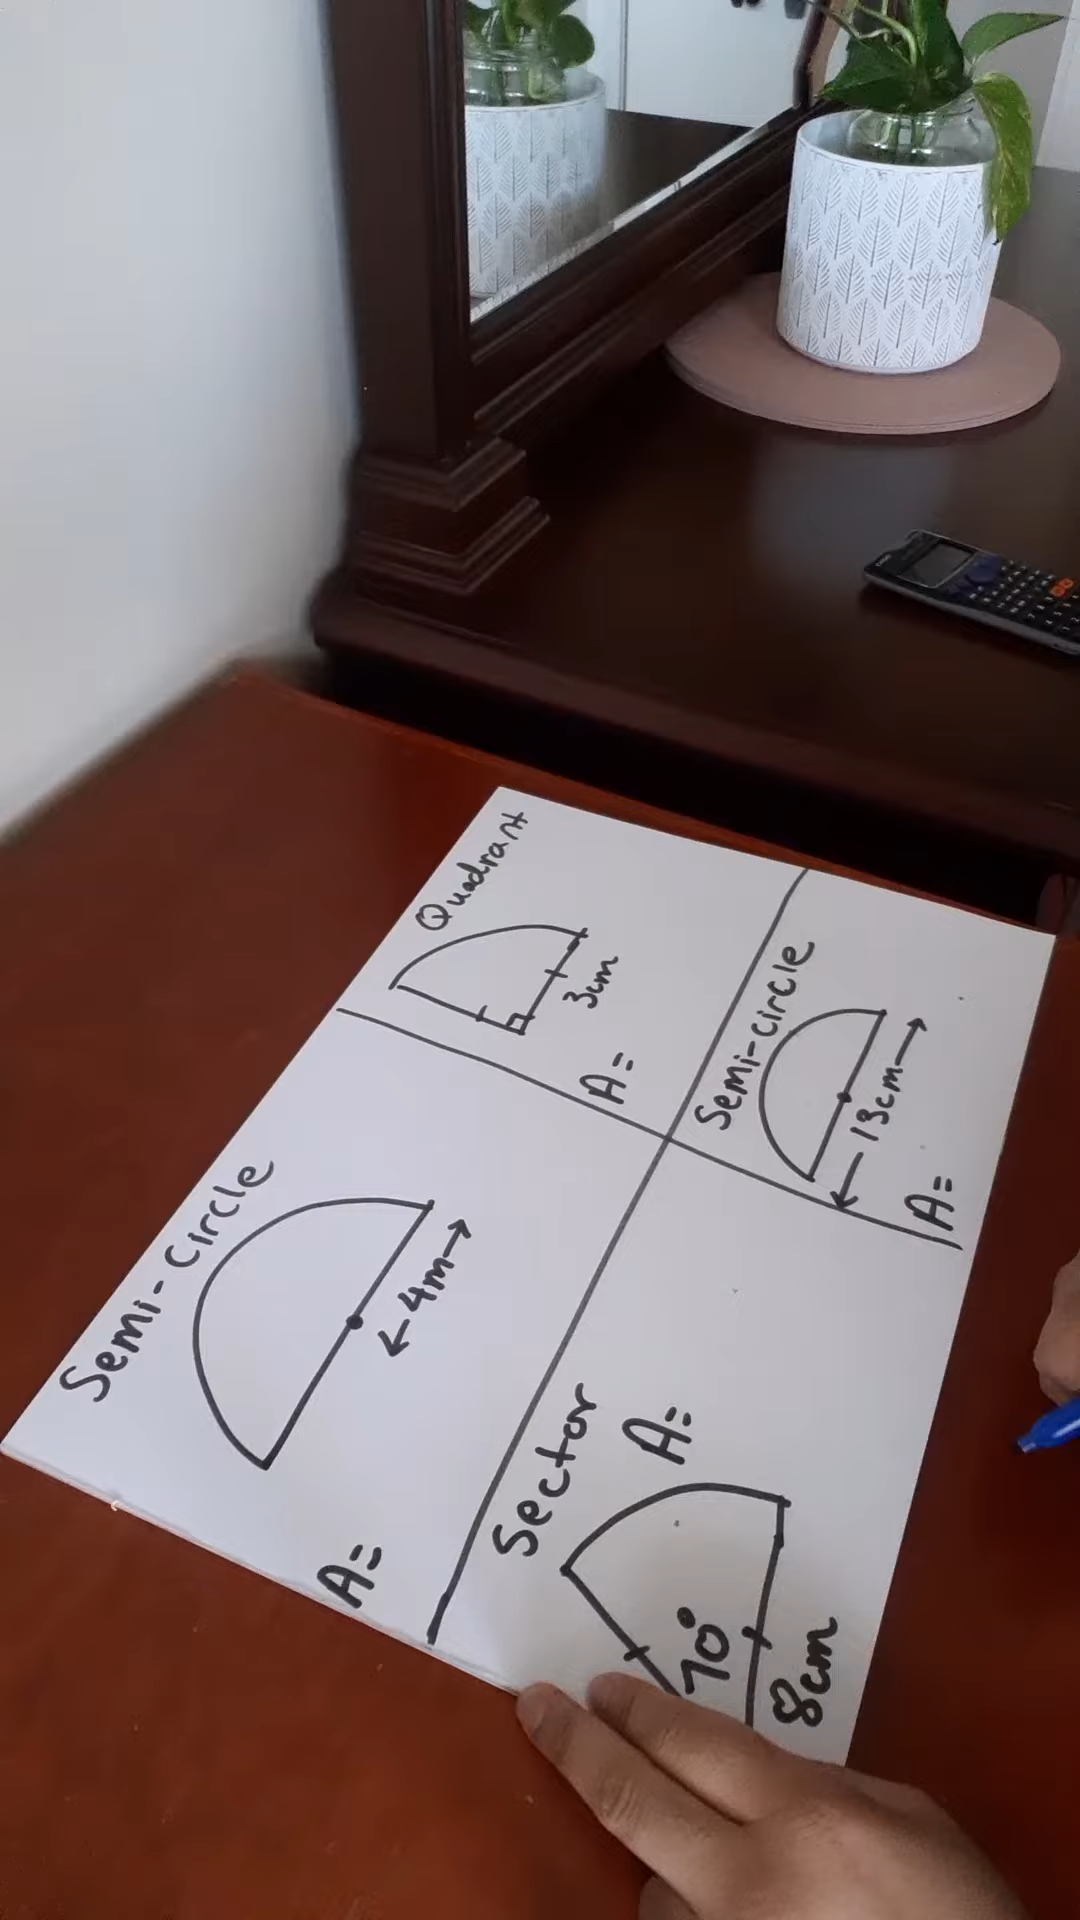 Semi-circle
← 4m →
A=
Quadrant
3cm
A=
Sector
70°
8cm
A=
Semi-circle
← 13cm →
A=